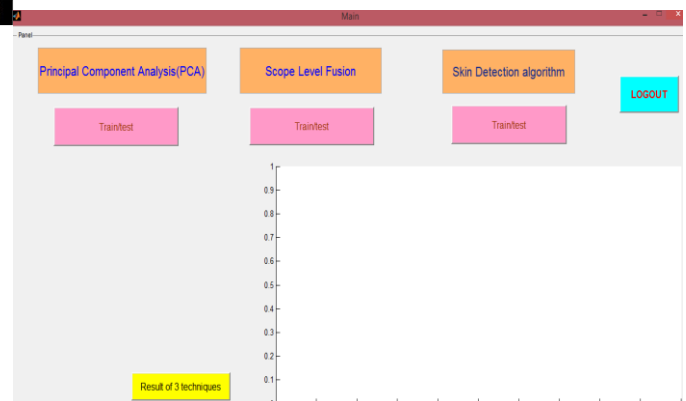 Main
Panel
Principal Component Analysis(PCA)
Scope Level Fusion
Skin Detection algorithm
LOGOUT
Train/test
Train/test
Train/test
1
0.9
0.8
0.7
0.6
0.5
0.4
0.3
0.2
0.1
Result of 3 techniques